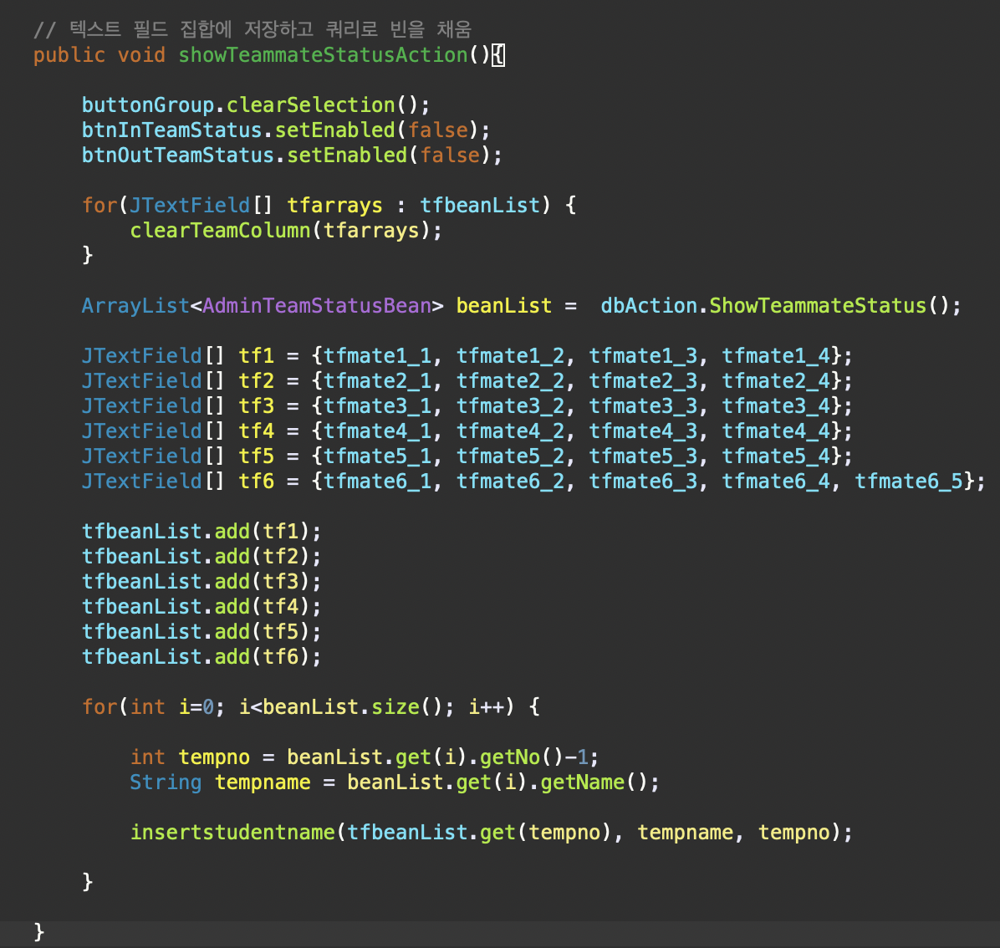 // 텍스트 필드 집합에 저장하고 쿼리로 빈을 채움
public void showTeammateStatusAction(){
buttonGroup.clearSelection();
btnInTeamStatus.setEnabled(false);
btnOutTeamStatus.setEnabled(false);
for(JTextField[] tfarrays : tfbeanList) {
clearTeamColumn(tfarrays);
}
ArrayList<AdminTeamStatusBean> beanList =  dbAction.ShowTeammateStatus();
JTextField[] tf1 = {tfmate1_1, tfmate1_2, tfmate1_3, tfmate1_4};
JTextField[] tf2 = {tfmate2_1, tfmate2_2, tfmate2_3, tfmate2_4};
JTextField[] tf3 = {tfmate3_1, tfmate3_2, tfmate3_3, tfmate3_4};
JTextField[] tf4 = {tfmate4_1, tfmate4_2, tfmate4_3, tfmate4_4};
JTextField[] tf5 = {tfmate5_1, tfmate5_2, tfmate5_3, tfmate5_4};
JTextField[] tf6 = {tfmate6_1, tfmate6_2, tfmate6_3, tfmate6_4, tfmate6_5};
tfbeanList.add(tf1);
tfbeanList.add(tf2);
tfbeanList.add(tf3);
tfbeanList.add(tf4);
tfbeanList.add(tf5);
tfbeanList.add(tf6);
for(int i=0; i<beanList.size(); i++) {
int tempno = beanList.get(i).getNo()-1;
String tempname = beanList.get(i).getName();
insertstudentname(tfbeanList.get(tempno), tempname, tempno);
}
}